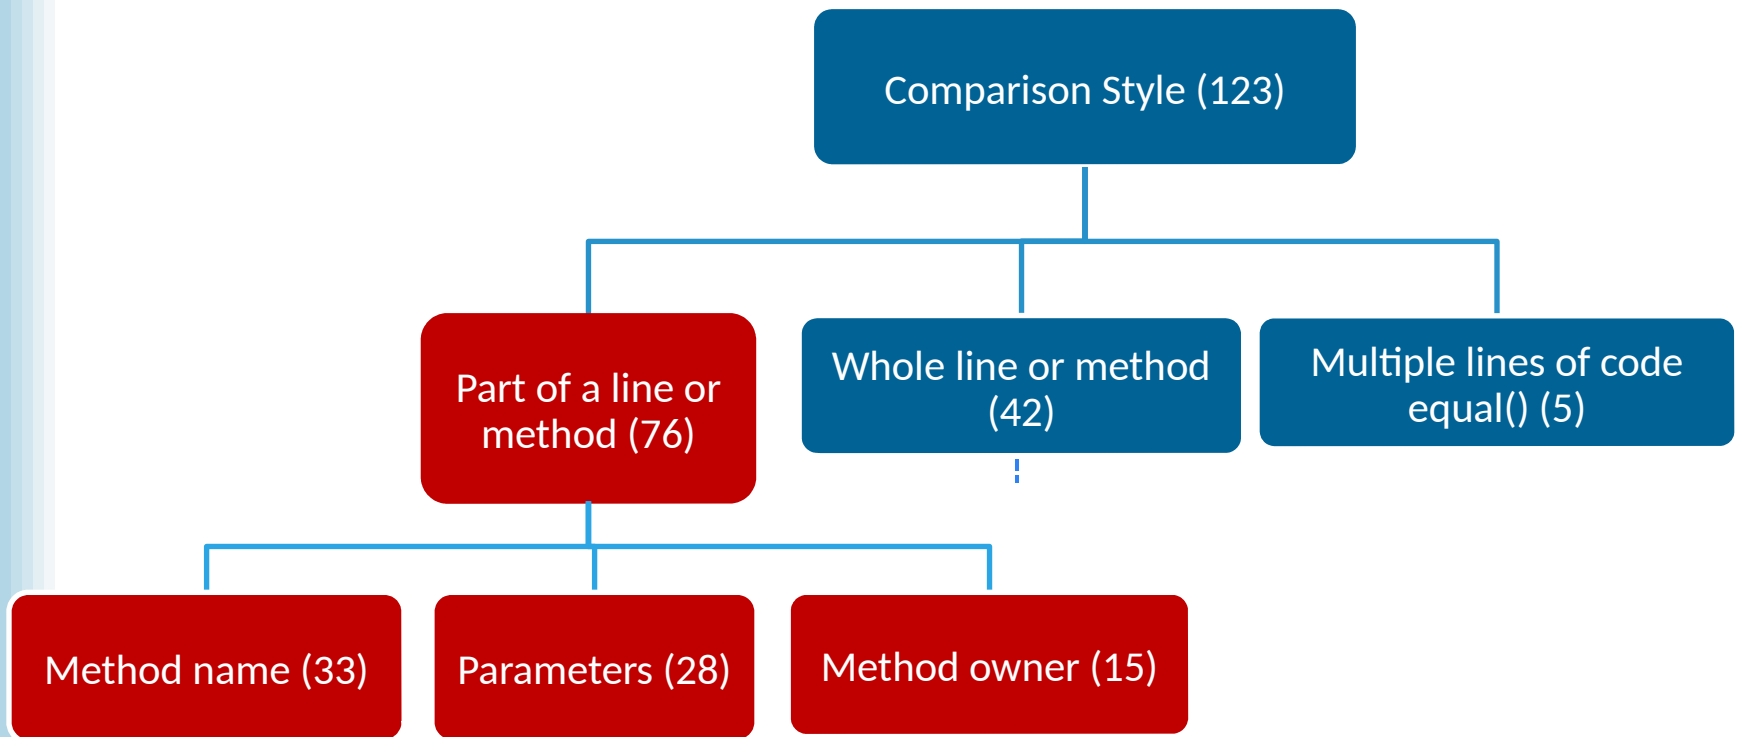 Comparison Style (123)
Part of a line or
method (76)
Whole line or method
(42)
Multiple lines of code
equal() (5)
Method name (33)
Parameters (28)
Method owner (15)